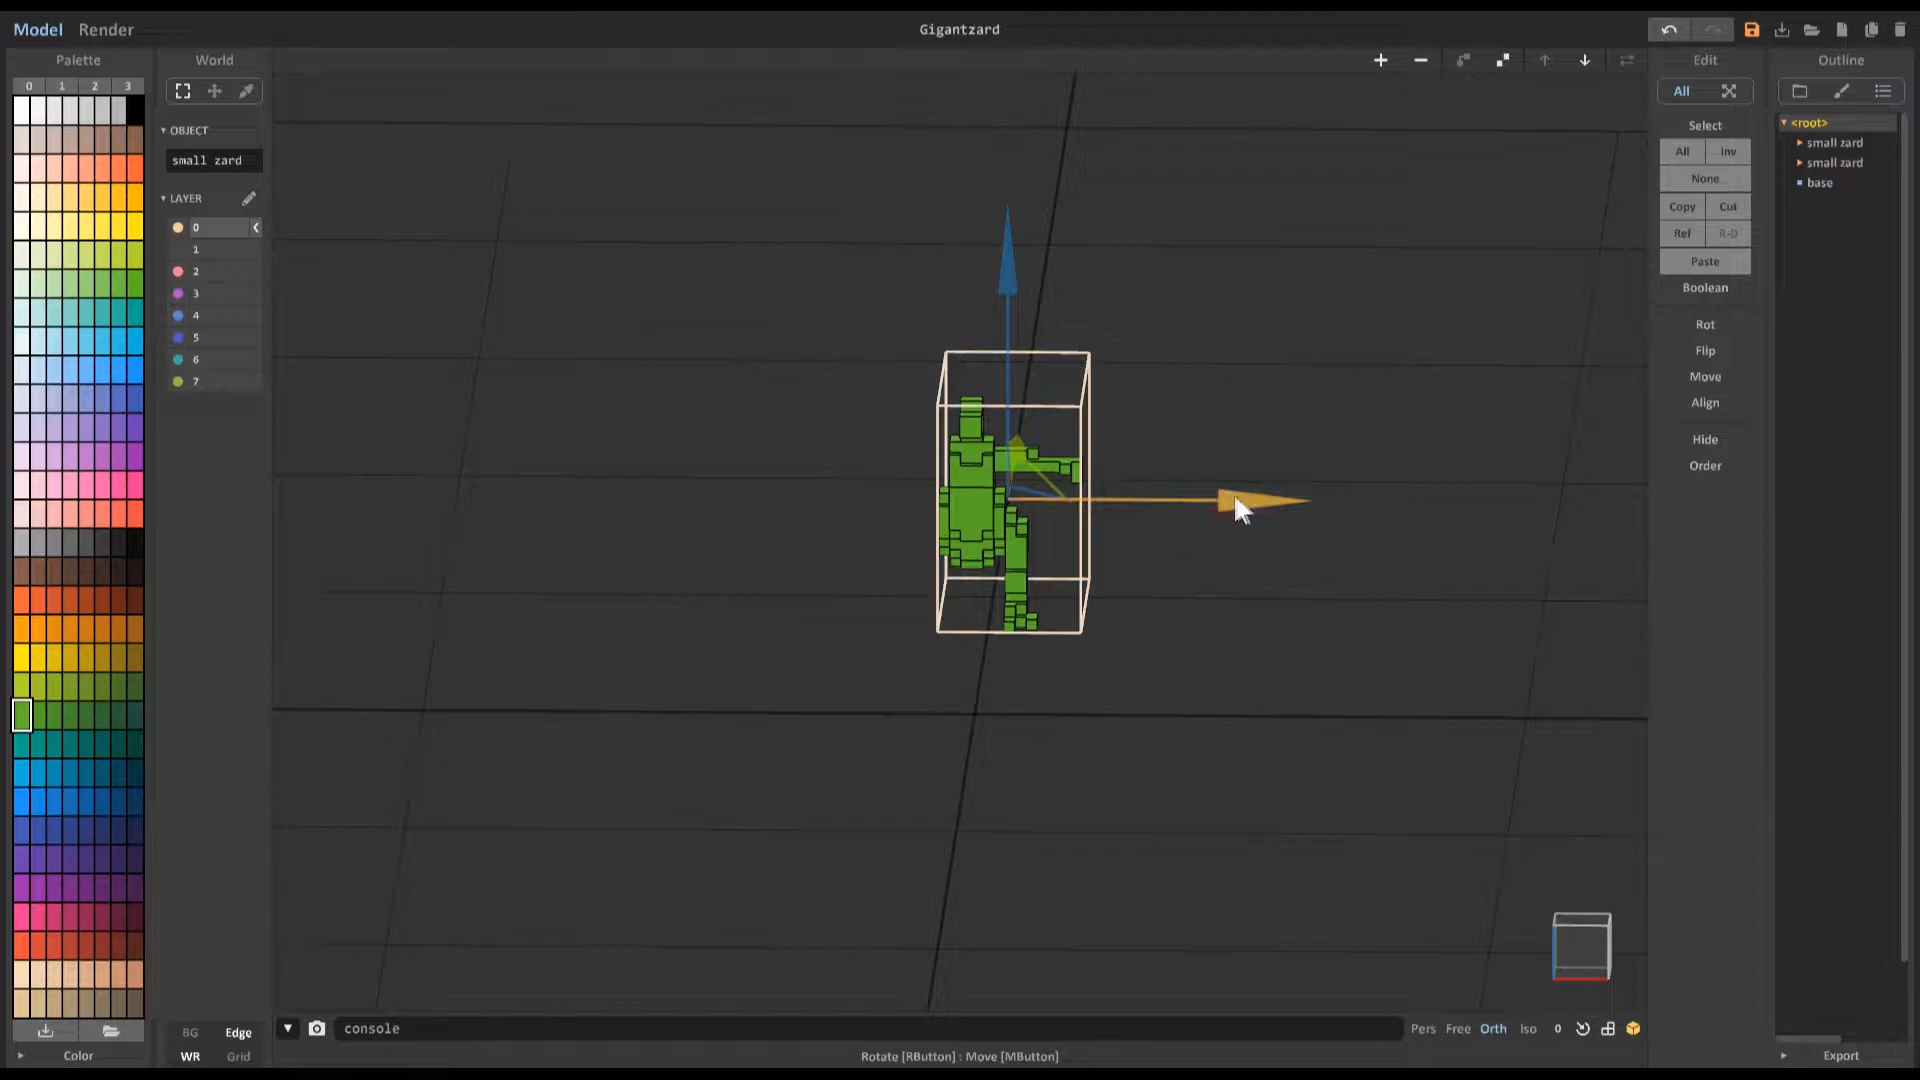 Model Render Gigantzard
Palette World Edit Outline
0 1 2 3
All
OBJECT
small zard
LAYER
0
1
2
3
4
5
6
7
Select
All Inv
None
Copy Cut
Ref R-D
Paste
Boolean
Rot
Flip
Move
Align
Hide
Order
<root>
small zard
small zard
base
BG Edge
WR Grid
console
Pers Free Orth Iso 0
Color
Rotate [RButton] : Move [MButton]
Export